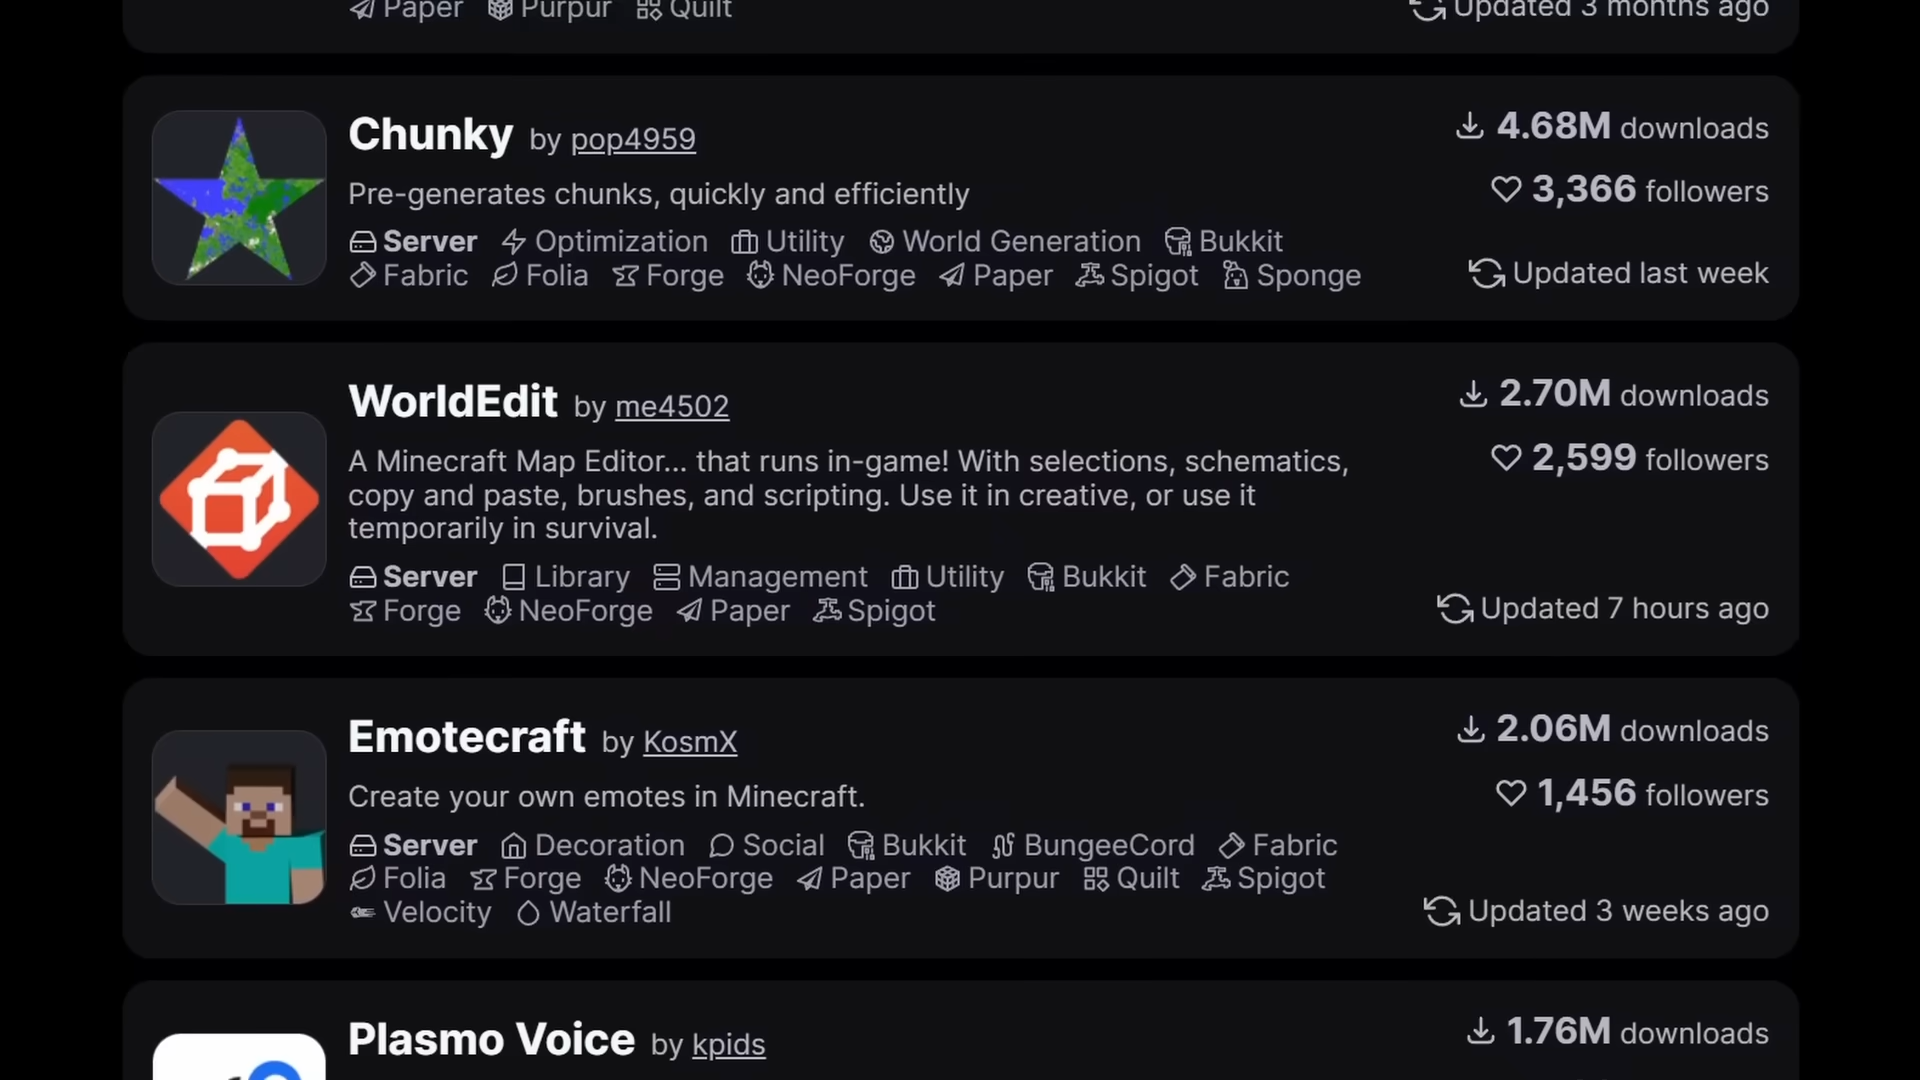 Paper Purpur Quilt
Updated 3 months ago
Chunky by pop4959
4.68M downloads
Pre-generates chunks, quickly and efficiently
3,366 followers
Server Optimization Utility World Generation Bukkit
Fabric Folia Forge NeoForge Paper Spigot Sponge
Updated last week
WorldEdit by me4502
2.70M downloads
A Minecraft Map Editor... that runs in-game! With selections, schematics,
copy and paste, brushes, and scripting. Use it in creative, or use it
temporarily in survival.
2,599 followers
Server Library Management Utility Bukkit Fabric
Forge NeoForge Paper Spigot
Updated 7 hours ago
Emotecraft by KosmX
2.06M downloads
Create your own emotes in Minecraft.
1,456 followers
Server Decoration Social Bukkit BungeeCord Fabric
Folia Forge NeoForge Paper Purpur Quilt Spigot
Velocity Waterfall
Updated 3 weeks ago
Plasmo Voice by kpids
1.76M downloads